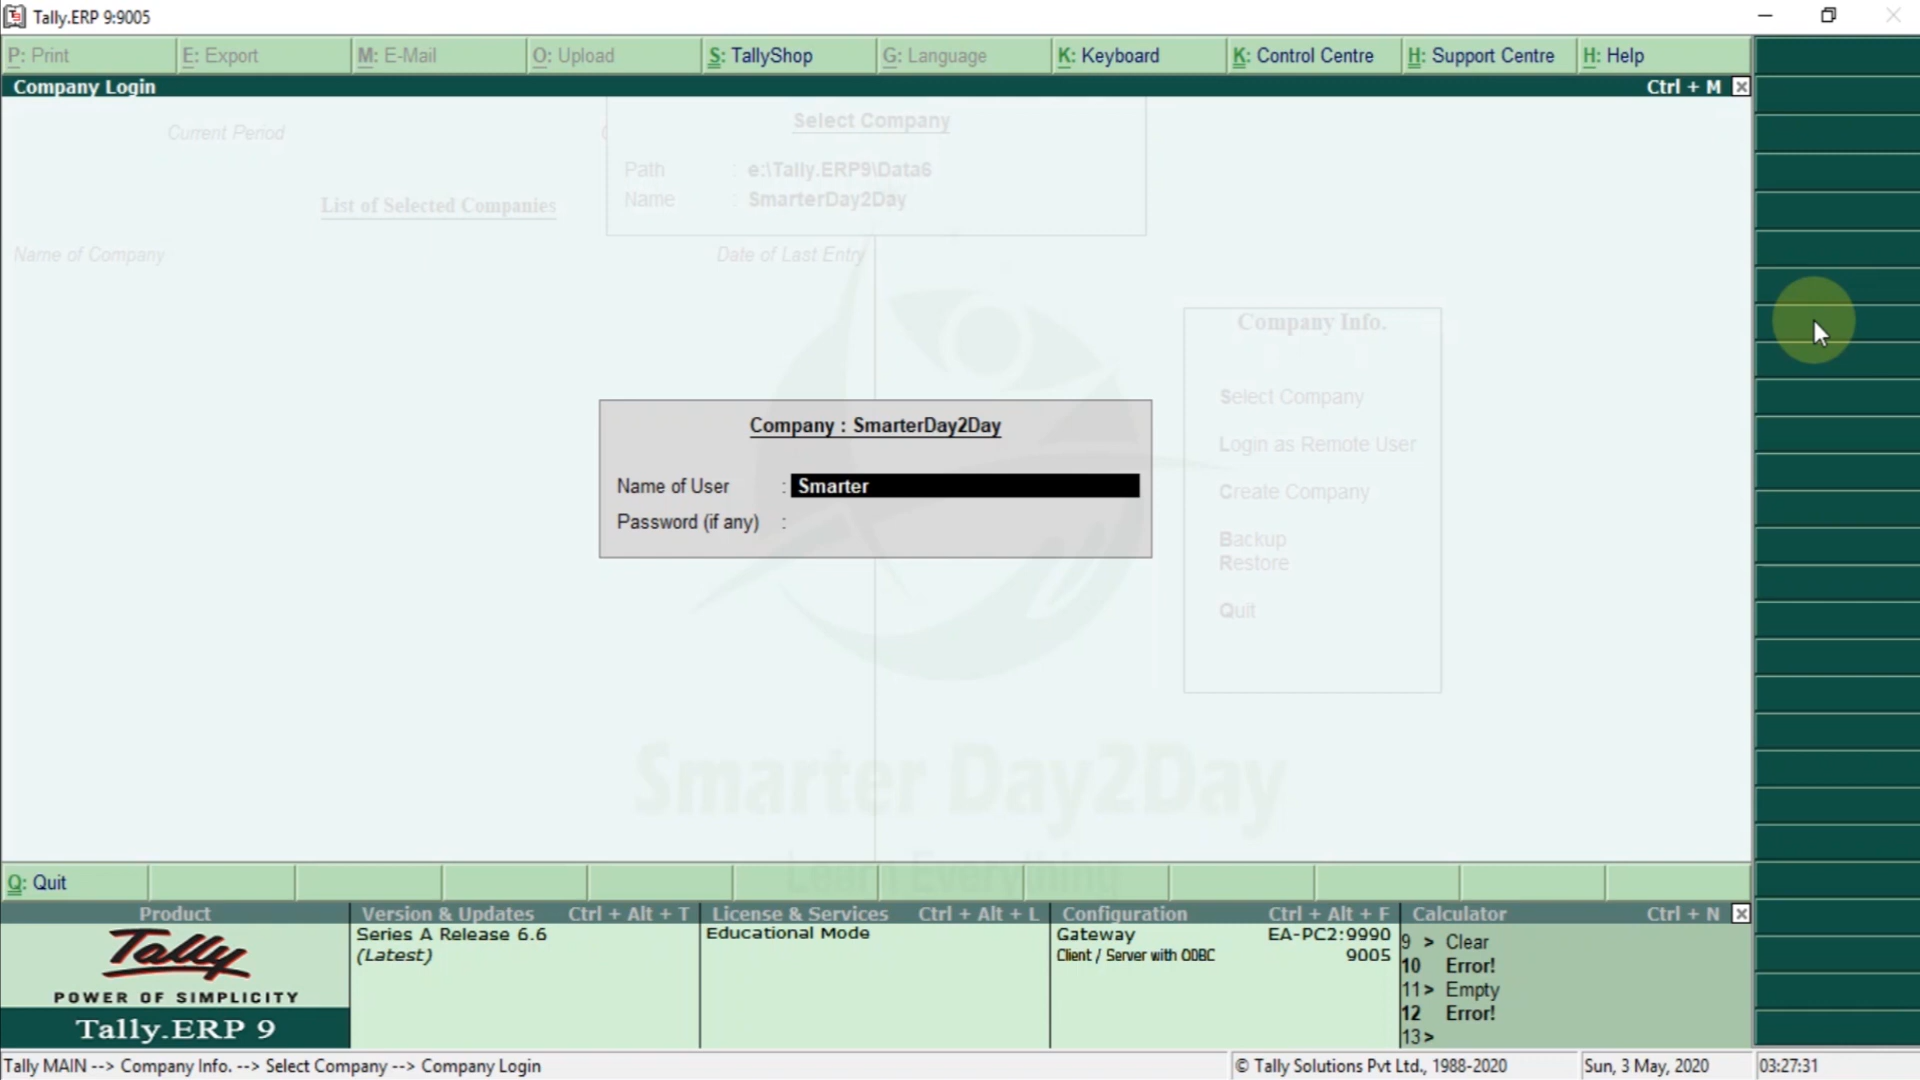 Tally.ERP 9:9005
P: Print
E: Export
M: E-Mail
O: Upload
S: TallyShop
G: Language
K: Keyboard
K: Control Centre
H: Support Centre
H: Help
Company Login
Ctrl + M
Current Period
Select Company
Path : e:\Tally.ERP9\Data6
Name : SmarterDay2Day
List of Selected Companies
Name of Company
Date of Last Entry
Company Info.
Select Company
Login as Remote User
Create Company
Backup
Restore
Quit
Company : SmarterDay2Day
Name of User : Smarter
Password (if any) :
Smarter Day2Day
Learn Everything
Q: Quit
Product
Tally
POWER OF SIMPLICITY
Tally.ERP 9
Version & Updates Ctrl + Alt + T
Series A Release 6.6
(Latest)
License & Services Ctrl + Alt + L
Educational Mode
Configuration Ctrl + Alt + F
Gateway EA-PC2:9990
Client / Server with ODBC 9005
Calculator Ctrl + N
9 > Clear
10 Error!
11> Empty
12 Error!
13>
Tally MAIN --> Company Info. --> Select Company --> Company Login
© Tally Solutions Pvt Ltd., 1988-2020
Sun, 3 May, 2020
03:27:31